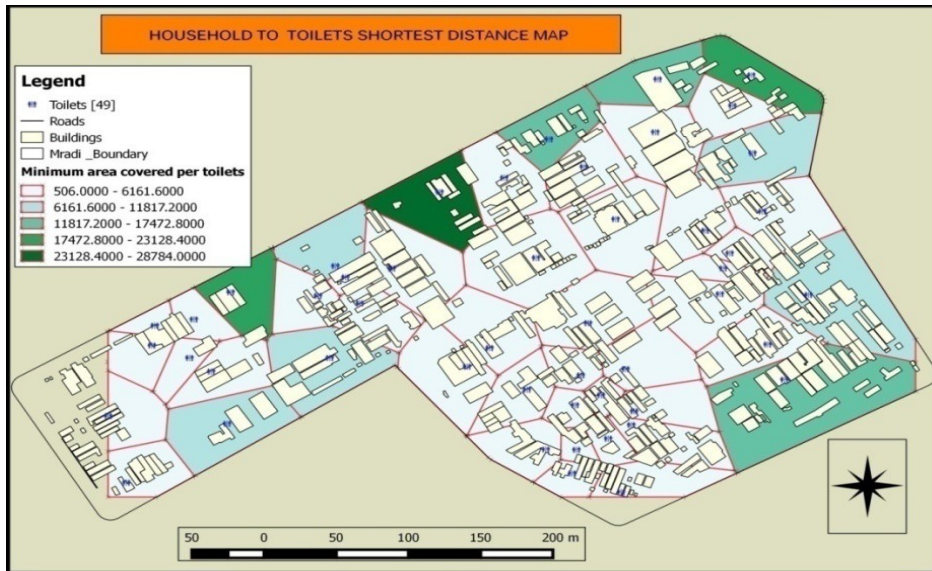 HOUSEHOLD TO TOILETS SHORTEST DISTANCE MAP
Legend
Toilets [49]
Roads
Buildings
Mradi _Boundary
Minimum area covered per toilets
506.0000 - 6161.6000
6161.6000 - 11817.2000
11817.2000 - 17472.8000
17472.8000 - 23128.4000
23128.4000 - 28784.0000
50 0 50 100 150 200 m